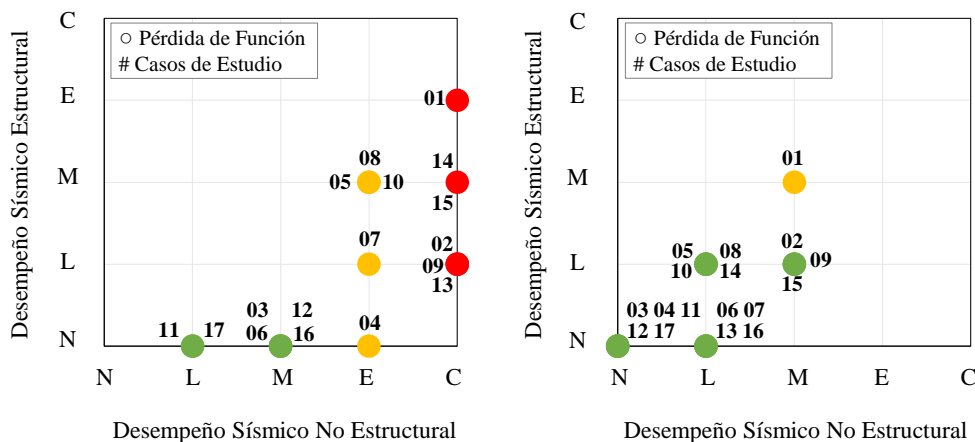 C
○ Pérdida de Función
# Casos de Estudio
Desempeño Sísmico Estructural
E
01
M
08
05 10
14
15
L
07
02
09
13
N
11 17
03 12
06 16
04
N L M E C
Desempeño Sísmico No Estructural
C
○ Pérdida de Función
# Casos de Estudio
Desempeño Sísmico Estructural
E
M
01
L
05 08
10 14
02
09
15
N
03 04 11
12 17
06 07
13 16
N L M E C
Desempeño Sísmico No Estructural